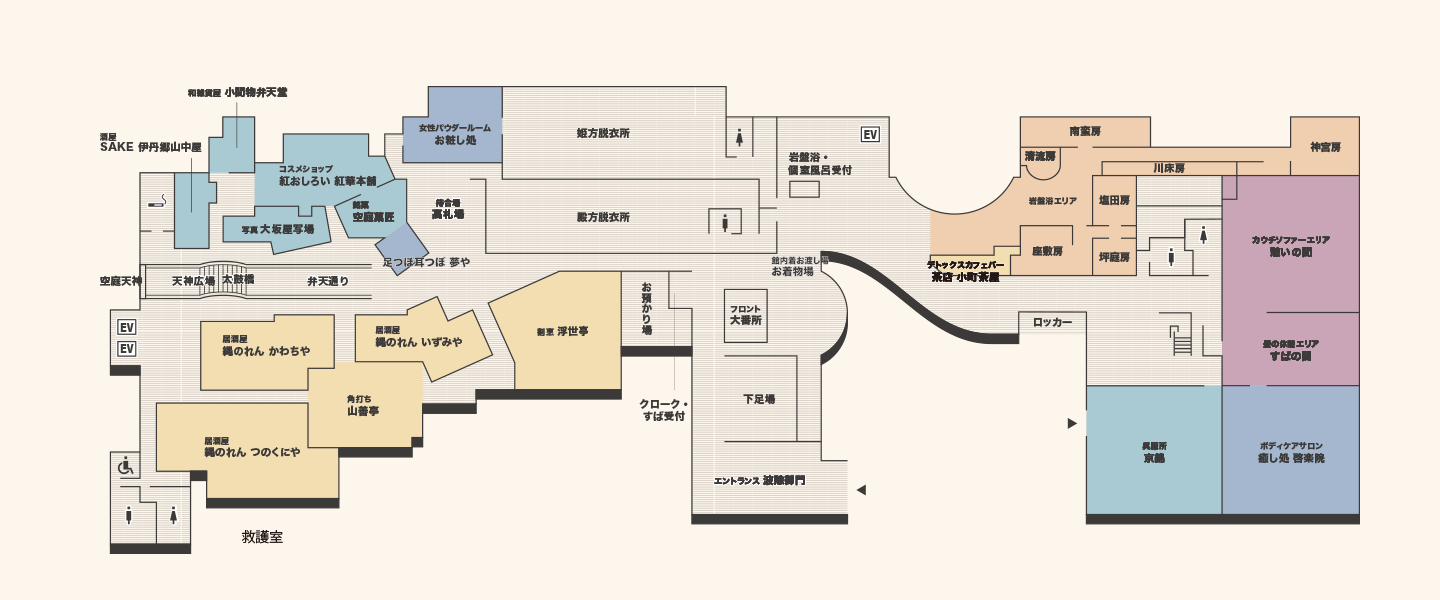 和雑貨屋 小間物弁天堂
酒屋
SAKE 伊丹郷山中屋
コスメショップ
紅おしろい 紅華本舗
銘菓
空庭菓匠
写真 大坂屋写場
女性パウダールーム
お粧し処
待合場
高札場
足つぼ耳つぼ 夢や
姫方脱衣所
殿方脱衣所
岩盤浴・
個室風呂受付
EV
館内着お渡し場
お着物場
空庭天神
天神広場
太鼓橋
弁天通り
EV
EV
居酒屋
縄のれん かわちや
居酒屋
縄のれん いずみや
割烹 浮世亭
角打ち
山善亭
居酒屋
縄のれん つのくにや
救護室
お預かり場
クローク・
すぱ受付
フロント
大番所
下足場
エントランス 波除御門
南蛮房
清流房
神宮房
川床房
岩盤浴エリア
塩田房
座敷房
坪庭房
デトックスカフェバー
茶店 小町茶屋
ロッカー
カウチソファーエリア
憩いの間
畳の休憩エリア
すぱの間
呉服所
京錦
ボディケアサロン
癒し処 啓楽院